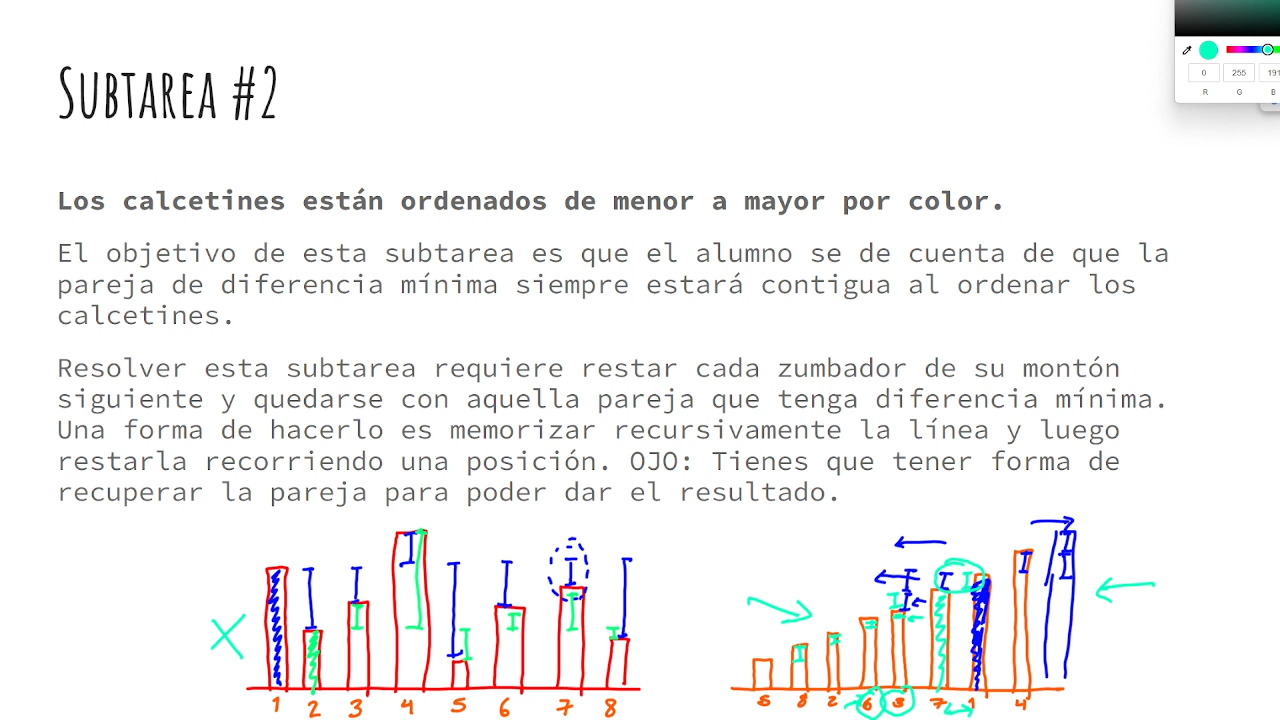 SUBTAREA #2
Los calcetines están ordenados de menor a mayor por color.
El objetivo de esta subtarea es que el alumno se de cuenta de que la
pareja de diferencia mínima siempre estará contigua al ordenar los
calcetines.
Resolver esta subtarea requiere restar cada zumbador de su montón
siguiente y quedarse con aquella pareja que tenga diferencia mínima.
Una forma de hacerlo es memorizar recursivamente la línea y luego
restarla recorriendo una posición. OJO: Tienes que tener forma de
recuperar la pareja para poder dar el resultado.
0 255 191
R G B
1 2 3 4 5 6 7 8
5 8 2 6 3 7 1 4